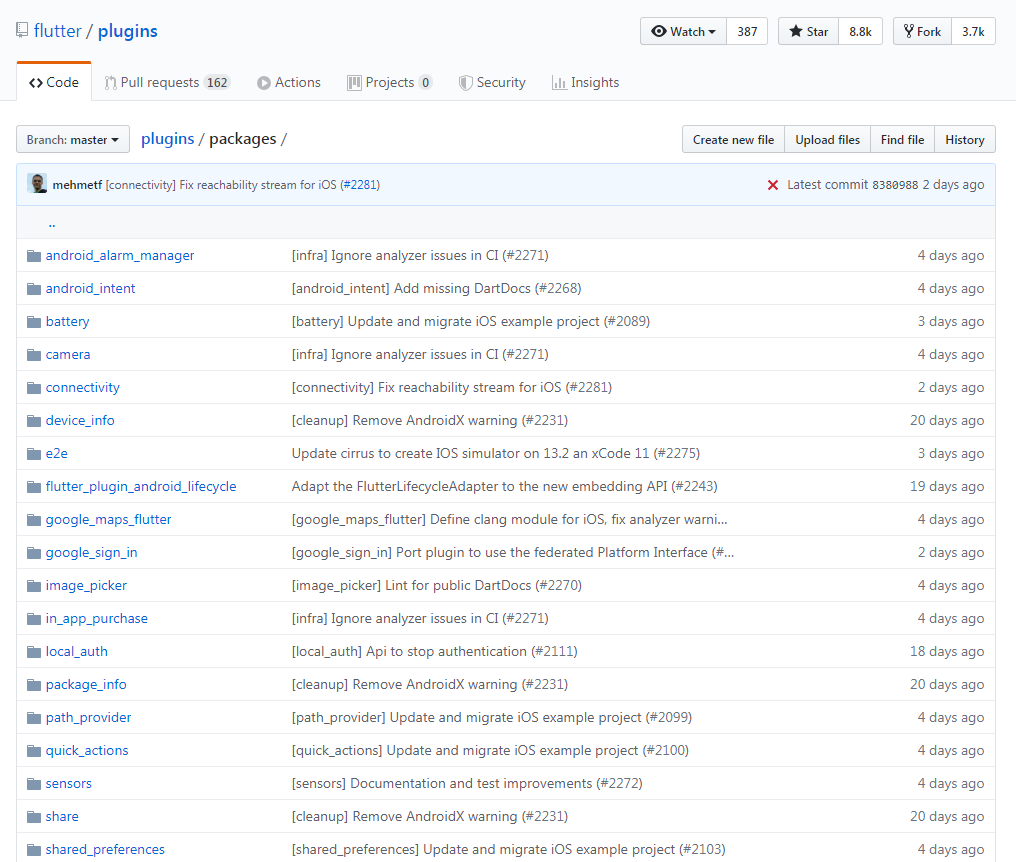 flutter / plugins
Watch 387 Star 8.8k Fork 3.7k
Code Pull requests 162 Actions Projects 0 Security Insights
Branch: master plugins / packages / Create new file Upload files Find file History
mehmetf [connectivity] Fix reachability stream for iOS (#2281) Latest commit 8380988 2 days ago
..
android_alarm_manager [infra] Ignore analyzer issues in CI (#2271) 4 days ago
android_intent [android_intent] Add missing DartDocs (#2268) 4 days ago
battery [battery] Update and migrate iOS example project (#2089) 3 days ago
camera [infra] Ignore analyzer issues in CI (#2271) 4 days ago
connectivity [connectivity] Fix reachability stream for iOS (#2281) 2 days ago
device_info [cleanup] Remove AndroidX warning (#2231) 20 days ago
e2e Update cirrus to create IOS simulator on 13.2 an xCode 11 (#2275) 3 days ago
flutter_plugin_android_lifecycle Adapt the FlutterLifecycleAdapter to the new embedding API (#2243) 19 days ago
google_maps_flutter [google_maps_flutter] Define clang module for iOS, fix analyzer warni... 4 days ago
google_sign_in [google_sign_in] Port plugin to use the federated Platform Interface (#... 2 days ago
image_picker [image_picker] Lint for public DartDocs (#2270) 4 days ago
in_app_purchase [infra] Ignore analyzer issues in CI (#2271) 4 days ago
local_auth [local_auth] Api to stop authentication (#2111) 18 days ago
package_info [cleanup] Remove AndroidX warning (#2231) 20 days ago
path_provider [path_provider] Update and migrate iOS example project (#2099) 4 days ago
quick_actions [quick_actions] Update and migrate iOS example project (#2100) 4 days ago
sensors [sensors] Documentation and test improvements (#2272) 4 days ago
share [cleanup] Remove AndroidX warning (#2231) 20 days ago
shared_preferences [shared_preferences] Update and migrate iOS example project (#2103) 4 days ago